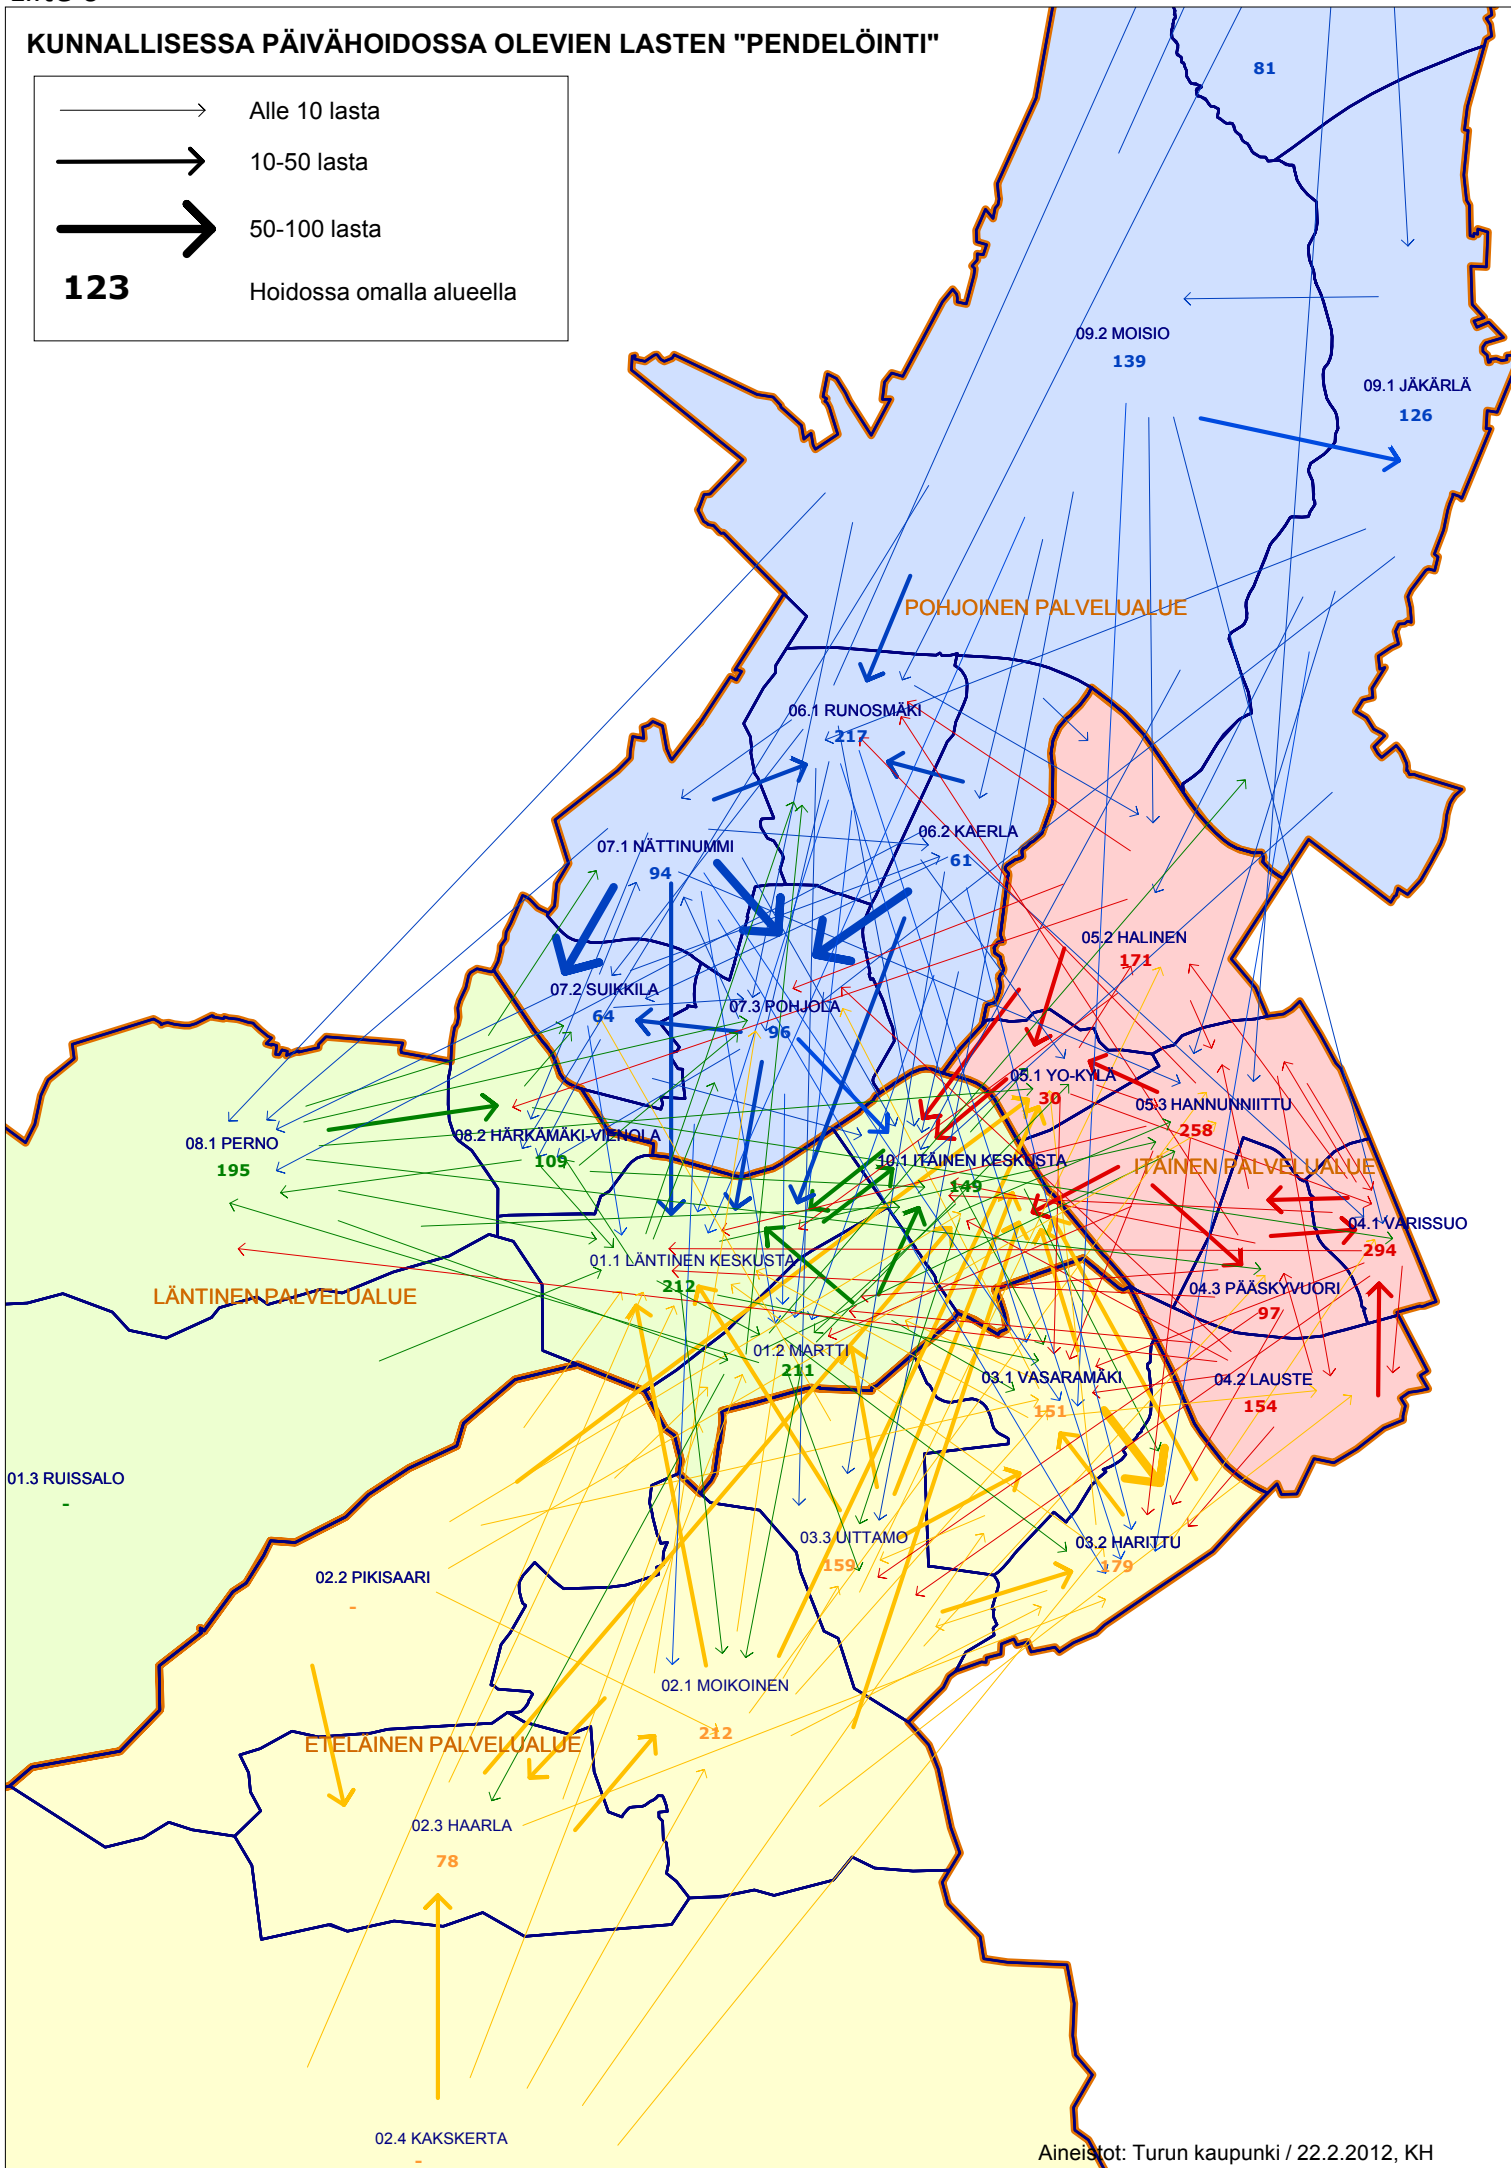 KUNNALLISESSA PÄIVÄHOIDOSSA OLEVIEN LASTEN "PENDELÖINTI"
Alle 10 lasta
10-50 lasta
50-100 lasta
123 Hoidossa omalla alueella
81
09.2 MOISIO
139
09.1 JÄKÄRLÄ
126
POHJOINEN PALVELUALUE
06.1 RUNOSMÄKI
217
06.2 KAERLA
61
07.1 NÄTTINUMMI
94
05.2 HALINEN
171
07.2 SUIKKILA
64
07.3 POHJOLA
96
05.1 YO-KYLÄ
30
05.3 HANNUNNIITTU
258
08.1 PERNO
195
08.2 HÄRKÄMÄKI-VIENOLA
109
10.1 ITÄINEN KESKUSTA
149
ITÄINEN PALVELUALUE
04.1 VARISSUO
294
01.1 LÄNTINEN KESKUSTA
212
04.3 PÄÄSKYVUORI
97
LÄNTINEN PALVELUALUE
01.2 MARTTI
211
03.1 VASARAMÄKI
151
04.2 LAUSTE
154
01.3 RUISSALO
-
03.3 UITTAMO
159
03.2 HARITTU
179
02.2 PIKISAARI
-
02.1 MOIKOINEN
212
ETELÄINEN PALVELUALUE
02.3 HAARLA
78
02.4 KAKSKERTA
-
Aineistot: Turun kaupunki / 22.2.2012, KH